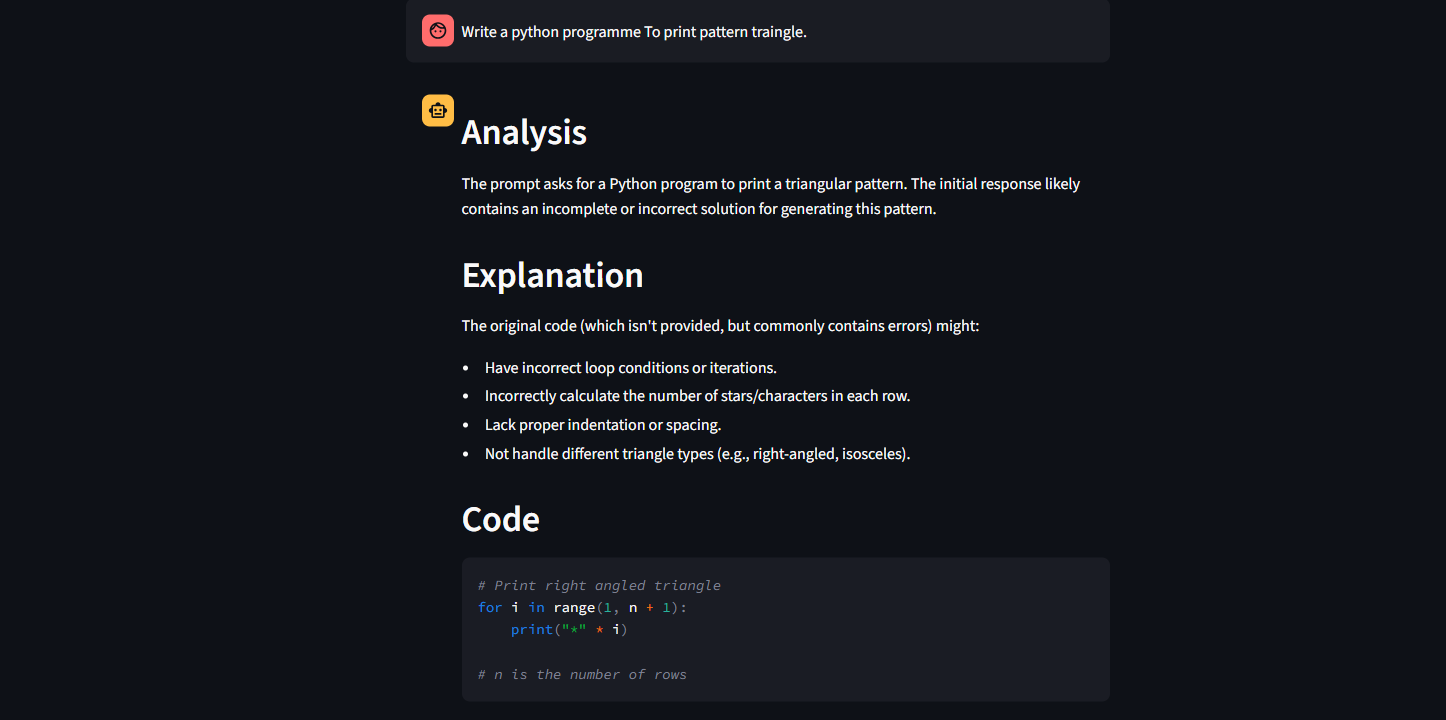 Write a python programme To print pattern traingle.
Analysis
The prompt asks for a Python program to print a triangular pattern. The initial response likely
contains an incomplete or incorrect solution for generating this pattern.
Explanation
The original code (which isn't provided, but commonly contains errors) might:
• Have incorrect loop conditions or iterations.
• Incorrectly calculate the number of stars/characters in each row.
• Lack proper indentation or spacing.
• Not handle different triangle types (e.g., right-angled, isosceles).
Code
# Print right angled triangle
for i in range(1, n + 1):
    print("*" * i)
# n is the number of rows